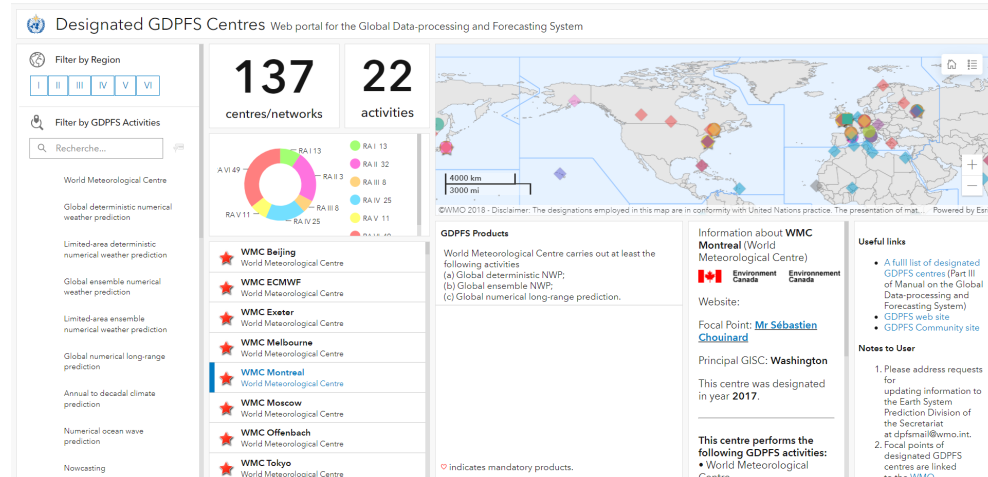 Designated GDPFS Centres Web portal for the Global Data-processing and Forecasting System
Filter by Region
I II III IV V VI
Filter by GDPFS Activities
Recherche...
World Meteorological Centre
Global deterministic numerical
weather prediction
Limited-area deterministic
numerical weather prediction
Global ensemble numerical
weather prediction
Limited-area ensemble
numerical weather prediction
Global numerical long-range
prediction
Annual to decadal climate
prediction
Numerical ocean wave
prediction
Nowcasting
137
centres/networks
22
activities
RA I 13
A VI 49
RA II 3
RA III 8
RA V 11
RA IV 25
RA I 13
RA II 32
RA III 8
RA IV 25
RA V 11
WMC Beijing
World Meteorological Centre
WMC ECMWF
World Meteorological Centre
WMC Exeter
World Meteorological Centre
WMC Melbourne
World Meteorological Centre
WMC Montreal
World Meteorological Centre
WMC Moscow
World Meteorological Centre
WMC Offenbach
World Meteorological Centre
WMC Tokyo
World Meteorological Centre
4000 km
3000 mi
©WMO 2018 - Disclaimer: The designations employed in this map are in conformity with United Nations practice. The presentation of mat... Powered by Esri
GDPFS Products
World Meteorological Centre carries out at least the
following activities
(a) Global deterministic NWP;
(b) Global ensemble NWP;
(c) Global numerical long-range prediction.
indicates mandatory products.
Information about WMC
Montreal (World
Meteorological Centre)
Environment Canada
Environnement Canada
Website:
Focal Point: Mr Sébastien
Chouinard
Principal GISC: Washington
This centre was designated
in year 2017.
This centre performs the
following GDPFS activities:
• World Meteorological
Centre
Useful links
• A fulll list of designated
GDPFS centres (Part III
of Manual on the Global
Data-processing and
Forecasting System)
• GDPFS web site
• GDPFS Community site
Notes to User
1. Please address requests
for
updating information to
the Earth System
Prediction Division of
the Secretariat
at dpfsmail@wmo.int.
2. Focal points of
designated GDPFS
centres are linked
to the WMO